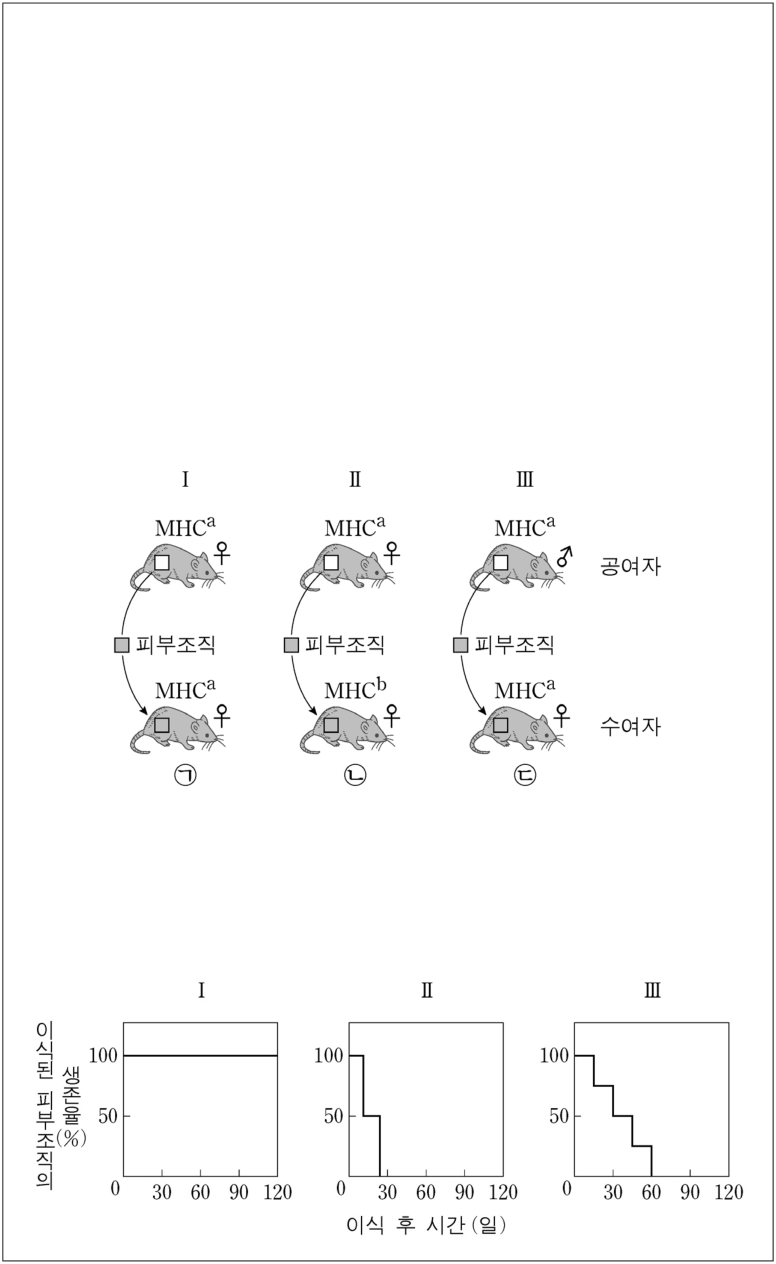 Ⅰ Ⅱ Ⅲ
MHCa MHCa MHCa
♀ ♀ ♂ 공여자
피부조직 피부조직 피부조직
MHCa MHCb MHCa
♀ ♀ ♀ 수여자
㉠ ㉡ ㉢
Ⅰ Ⅱ Ⅲ
이식된 피부조직의
생존율(%)
100 100 100
50 50 50
0 30 60 90 120 0 30 60 90 120 0 30 60 90 120
이식 후 시간 (일)